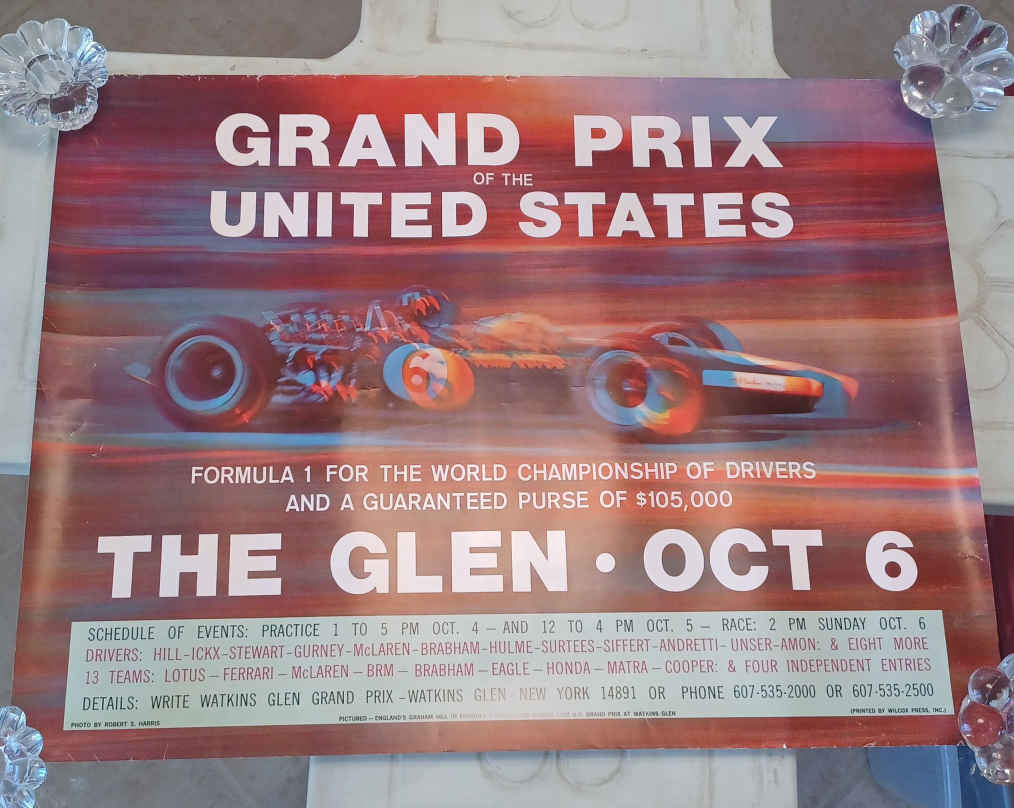 GRAND PRIX
OF THE
UNITED STATES
FORMULA 1 FOR THE WORLD CHAMPIONSHIP OF DRIVERS
AND A GUARANTEED PURSE OF $105,000
THE GLEN • OCT 6
SCHEDULE OF EVENTS: PRACTICE 1 TO 5 PM OCT. 4 — AND 12 TO 4 PM OCT. 5 — RACE: 2 PM SUNDAY OCT. 6
DRIVERS: HILL-ICKX-STEWART-GURNEY-McLAREN-BRABHAM-HULME-SURTEES-SIFFERT-ANDRETTI- UNSER-AMON: & EIGHT MORE
13 TEAMS: LOTUS — FERRARI — McLAREN — BRM — BRABHAM — EAGLE — HONDA — MATRA — COOPER: & FOUR INDEPENDENT ENTRIES
DETAILS: WRITE WATKINS GLEN GRAND PRIX -WATKINS GLEN - NEW YORK 14891 OR PHONE 607-535-2000 OR 607-535-2500
PHOTO BY ROBERT S. HARRIS
PICTURED — ENGLAND'S GRAHAM HILL U.S. GRAND PRIX AT WATKINS GLEN
(PRINTED BY WILCOX PRESS, INC.)